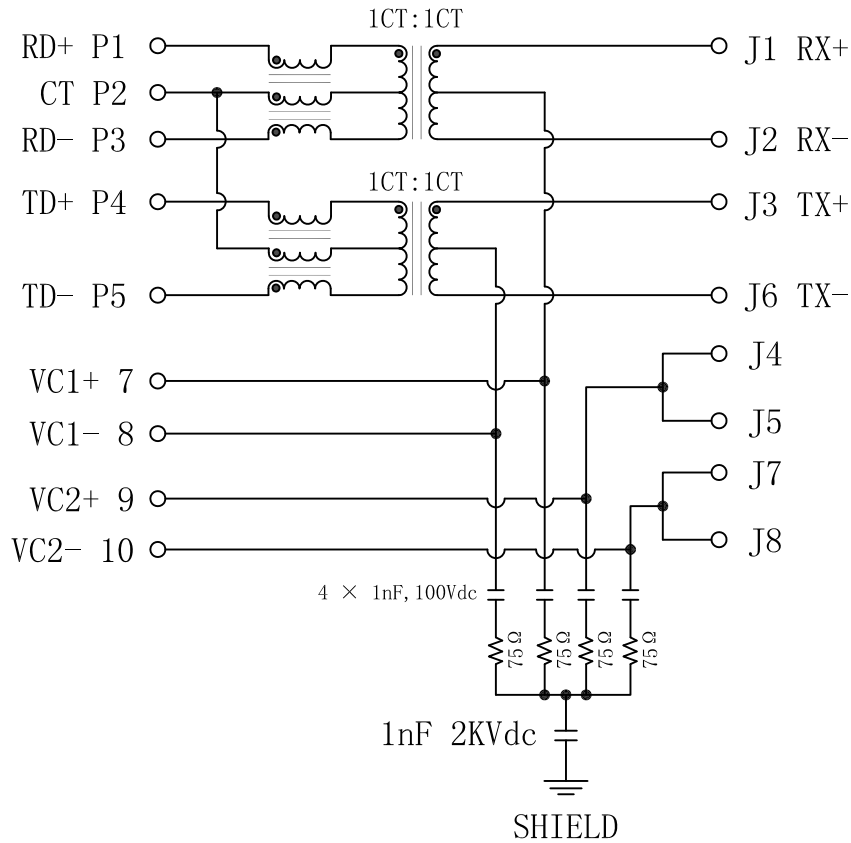 1CT:1CT
RD+ P1 J1 RX+
CT P2
RD- P3 J2 RX-
1CT:1CT
TD+ P4 J3 TX+
TD- P5 J6 TX-
J4
VC1+ 7
J5
VC1- 8
J7
VC2+ 9
J8
VC2- 10
4 × 1nF,100Vdc
75Ω 75Ω 75Ω 75Ω
1nF 2KVdc
SHIELD